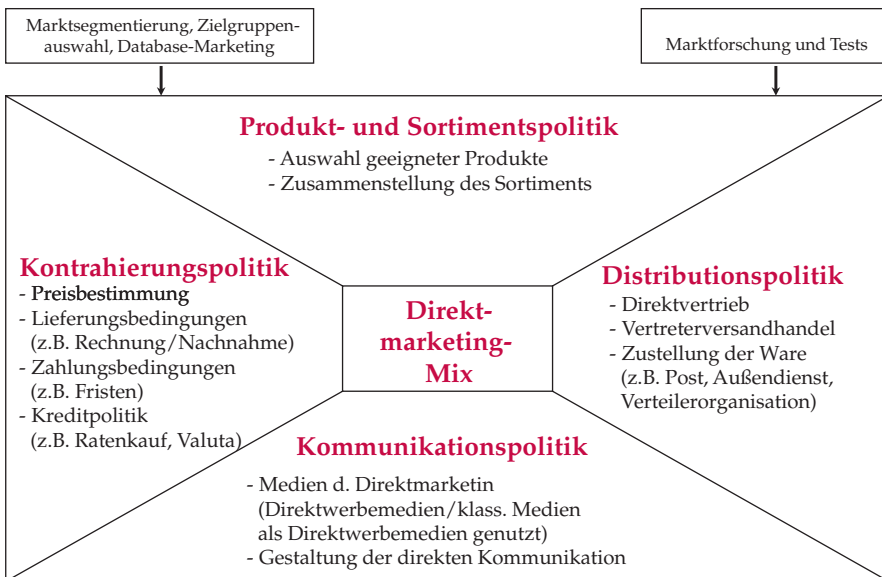 Marktsegmentierung, Zielgruppen-
auswahl, Database-Marketing
Marktforschung und Tests
Produkt- und Sortimentspolitik
- Auswahl geeigneter Produkte
- Zusammenstellung des Sortiments
Kontrahierungspolitik
- Preisbestimmung
- Lieferungsbedingungen
(z.B. Rechnung/Nachnahme)
- Zahlungsbedingungen
(z.B. Fristen)
- Kreditpolitik
(z.B. Ratenkauf, Valuta)
Direkt-
marketing-
Mix
Distributionspolitik
- Direktvertrieb
- Vertreterversandhandel
- Zustellung der Ware
(z.B. Post, Außendienst,
Verteilerorganisation)
Kommunikationspolitik
- Medien d. Direktmarketin
(Direktwerbemedien/klass. Medien
als Direktwerbemedien genutzt)
- Gestaltung der direkten Kommunikation